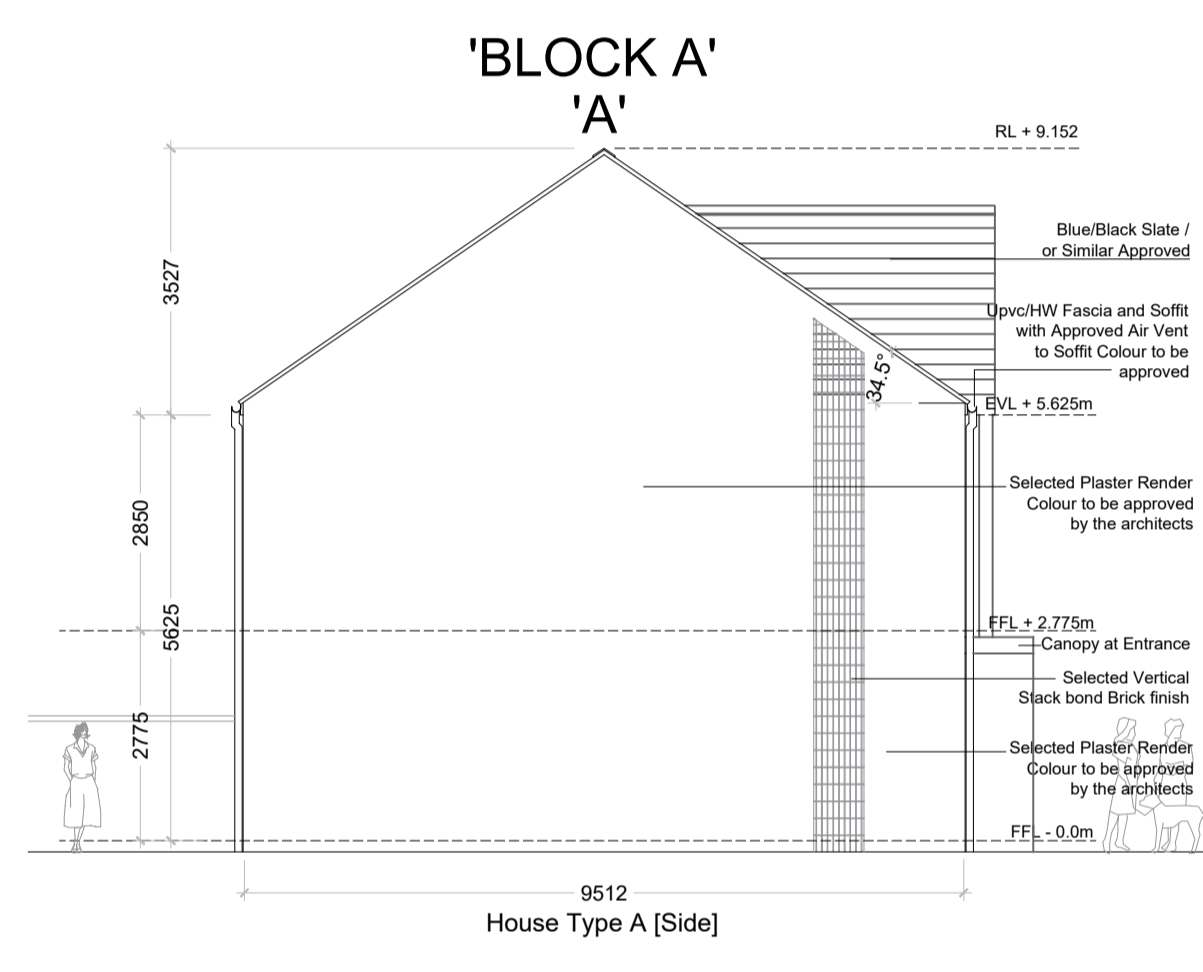 'BLOCK A'
'A'
RL + 9.152
Blue/Black Slate /
or Similar Approved
3527
Upvc/HW Fascia and Soffit
with Approved Air Vent
to Soffit Colour to be
approved
34.5°
EVL + 5.625m
Selected Plaster Render
Colour to be approved
by the architects
2850
5625
FFL + 2.775m
Canopy at Entrance
Selected Vertical
Stack bond Brick finish
2775
Selected Plaster Render
Colour to be approved
by the architects
FFL - 0.0m
9512
House Type A [Side]